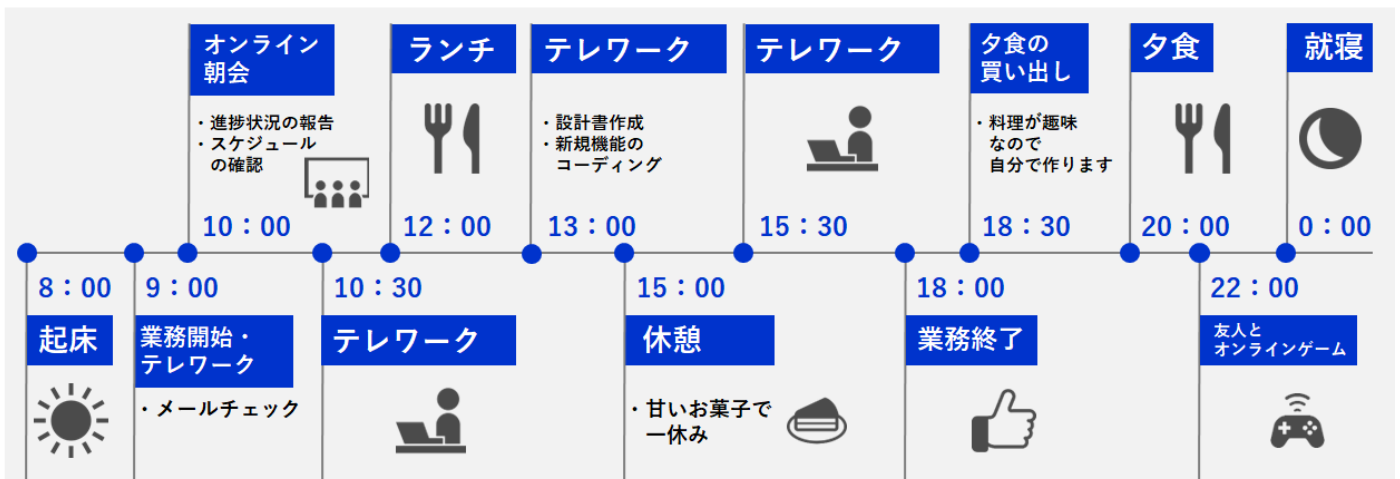 オンライン
朝会
・進捗状況の報告
・スケジュール
の確認
10：00
ランチ
12：00
テレワーク
・設計書作成
・新規機能の
コーディング
13：00
テレワーク
15：30
夕食の
買い出し
・料理が趣味
なので
自分で作ります
18：30
夕食
20：00
就寝
0：00
8：00
起床
9：00
業務開始・
テレワーク
・メールチェック
10：30
テレワーク
15：00
休憩
・甘いお菓子で
一休み
18：00
業務終了
22：00
友人と
オンラインゲーム